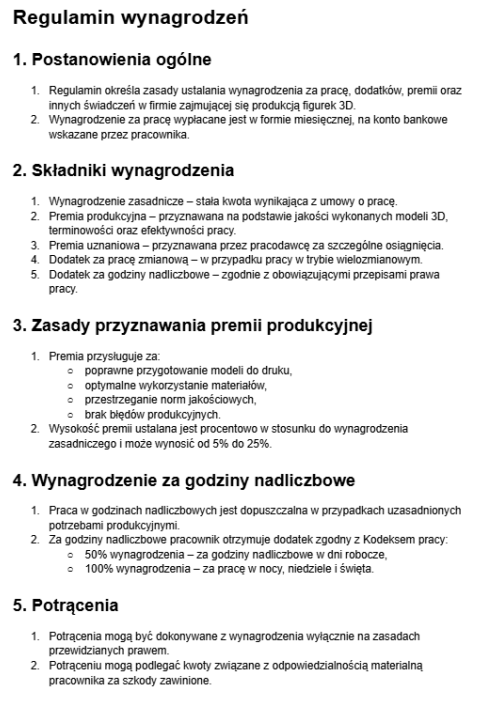 Regulamin wynagrodzeń
1. Postanowienia ogólne
1. Regulamin określa zasady ustalania wynagrodzenia za pracę, dodatków, premii oraz
innych świadczeń w firmie zajmującej się produkcją figurek 3D.
2. Wynagrodzenie za pracę wypłacane jest w formie miesięcznej, na konto bankowe
wskazane przez pracownika.
2. Składniki wynagrodzenia
1. Wynagrodzenie zasadnicze – stała kwota wynikająca z umowy o pracę.
2. Premia produkcyjna – przyznawana na podstawie jakości wykonanych modeli 3D,
terminowości oraz efektywności pracy.
3. Premia uznaniowa – przyznawana przez pracodawcę za szczególne osiągnięcia.
4. Dodatek za pracę zmianową – w przypadku pracy w trybie wielozmianowym.
5. Dodatek za godziny nadliczbowe – zgodnie z obowiązującymi przepisami prawa
pracy.
3. Zasady przyznawania premii produkcyjnej
1. Premia przysługuje za:
○ poprawne przygotowanie modeli do druku,
○ optymalne wykorzystanie materiałów,
○ przestrzeganie norm jakościowych,
○ brak błędów produkcyjnych.
2. Wysokość premii ustalana jest procentowo w stosunku do wynagrodzenia
zasadniczego i może wynosić od 5% do 25%.
4. Wynagrodzenie za godziny nadliczbowe
1. Praca w godzinach nadliczbowych jest dopuszczalna w przypadkach uzasadnionych
potrzebami produkcyjnymi.
2. Za godziny nadliczbowe pracownik otrzymuje dodatek zgodny z Kodeksem pracy:
○ 50% wynagrodzenia – za godziny nadliczbowe w dni robocze,
○ 100% wynagrodzenia – za pracę w nocy, niedziele i święta.
5. Potrącenia
1. Potrącenia mogą być dokonywane z wynagrodzenia wyłącznie na zasadach
przewidzianych prawem.
2. Potrąceniu mogą podlegać kwoty związane z odpowiedzialnością materialną
pracownika za szkody zawinione.